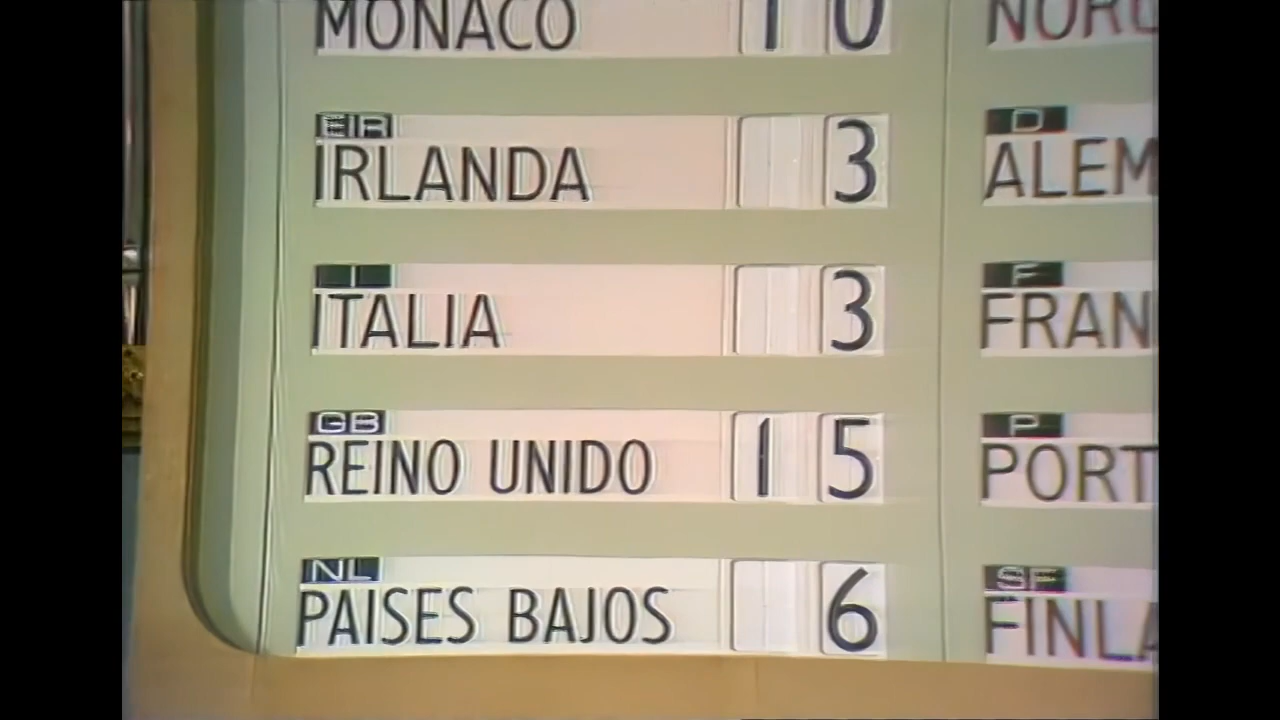 MONACO 10
EIR
IRLANDA 3
I
ITALIA 3
GB
REINO UNIDO 15
NL
PAISES BAJOS 6
D
ALEM
F
FRAN
P
PORT
SF
FINLA